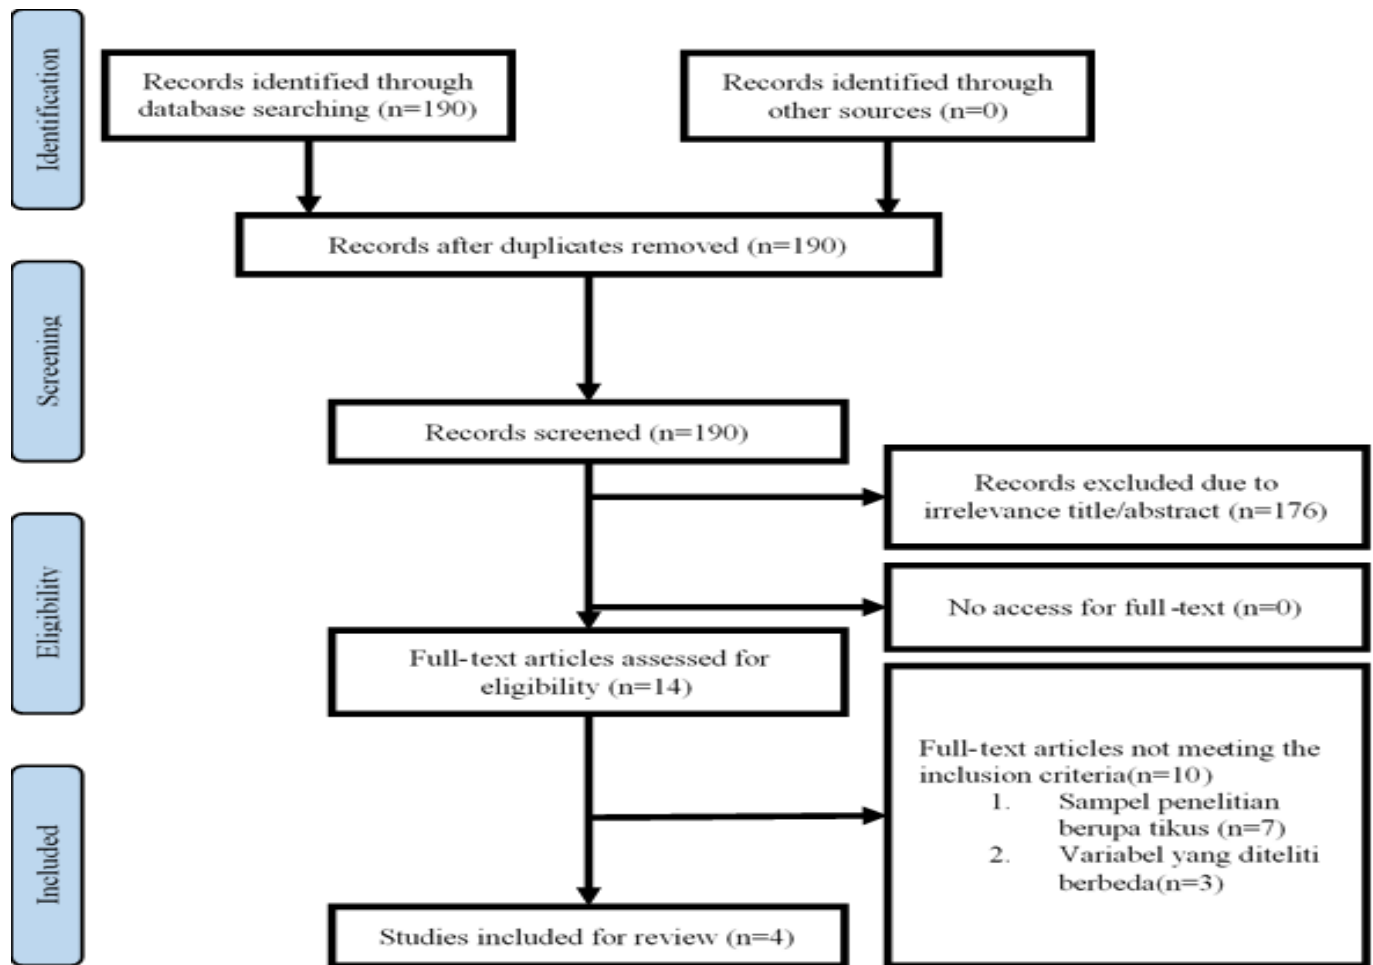 Identification
Records identified through
database searching (n=190)
Records identified through
other sources (n=0)
Records after duplicates removed (n=190)
Screening
Records screened (n=190)
Records excluded due to
irrelevance title/abstract (n=176)
Eligibility
No access for full-text (n=0)
Full-text articles assessed for
eligibility (n=14)
Full-text articles not meeting the
inclusion criteria(n=10)
1. Sampel penelitian
berupa tikus (n=7)
2. Variabel yang diteliti
berbeda(n=3)
Included
Studies included for review (n=4)